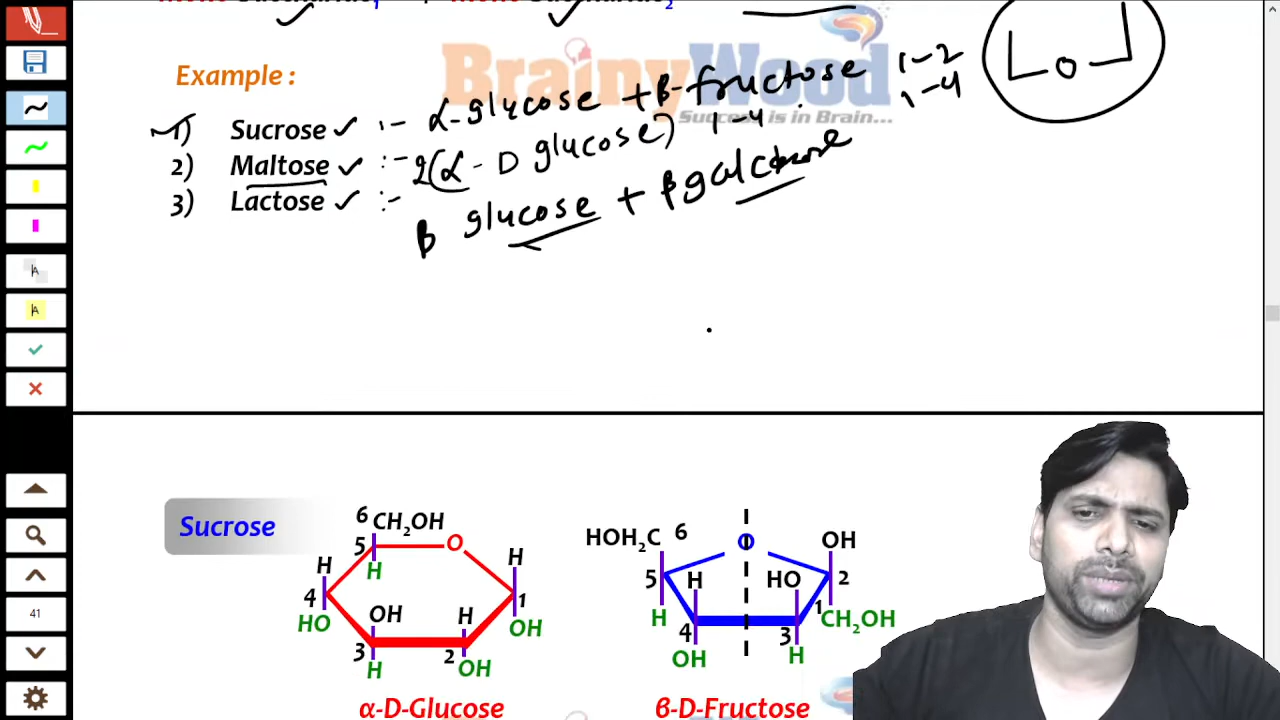 BrainyWood
Success is in Brain...
Example :
1) Sucrose ✓ :- α-glucose + β-fructose 1-2
2) Maltose ✓ :- 2(α-D glucose) 1-4 1-4
3) Lactose ✓ :-
β glucose + β galactose
O
41
Sucrose
6 CH₂OH
5 O
H H H
4 1
HO OH H OH
3 2
H OH
α-D-Glucose
HOH₂C 6 O OH
5 H HO 2
H 1 CH₂OH
4 3
OH H
β-D-Fructose